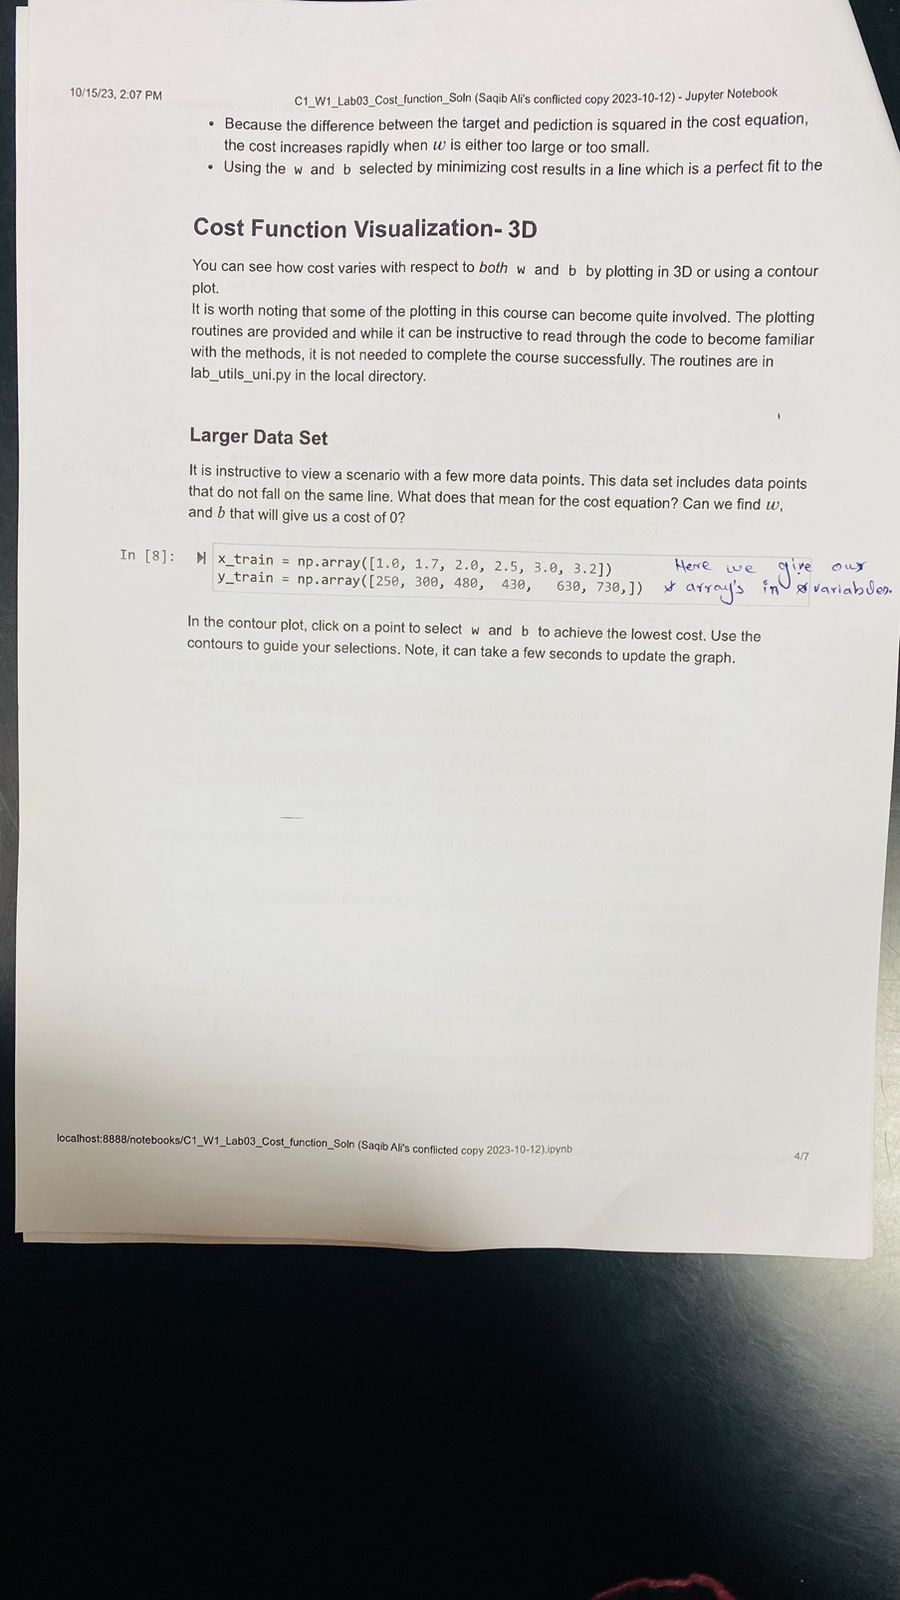 10/15/23, 2:07 PM
C1_W1_Lab03_Cost_function_Soln (Saqib Ali's conflicted copy 2023-10-12) - Jupyter Notebook
• Because the difference between the target and pediction is squared in the cost equation,
the cost increases rapidly when w is either too large or too small.
• Using the w and b selected by minimizing cost results in a line which is a perfect fit to the
Cost Function Visualization- 3D
You can see how cost varies with respect to both w and b by plotting in 3D or using a contour
plot.
It is worth noting that some of the plotting in this course can become quite involved. The plotting
routines are provided and while it can be instructive to read through the code to become familiar
with the methods, it is not needed to complete the course successfully. The routines are in
lab_utils_uni.py in the local directory.
Larger Data Set
It is instructive to view a scenario with a few more data points. This data set includes data points
that do not fall on the same line. What does that mean for the cost equation? Can we find w,
and b that will give us a cost of 0?
In [8]: x_train = np.array([1.0, 1.7, 2.0, 2.5, 3.0, 3.2]) Here we give our
y_train = np.array([250, 300, 480, 430, 630, 730,]) array's in variables.
In the contour plot, click on a point to select w and b to achieve the lowest cost. Use the
contours to guide your selections. Note, it can take a few seconds to update the graph.
localhost:8888/notebooks/C1_W1_Lab03_Cost_function_Soln (Saqib Ali's conflicted copy 2023-10-12).ipynb
4/7